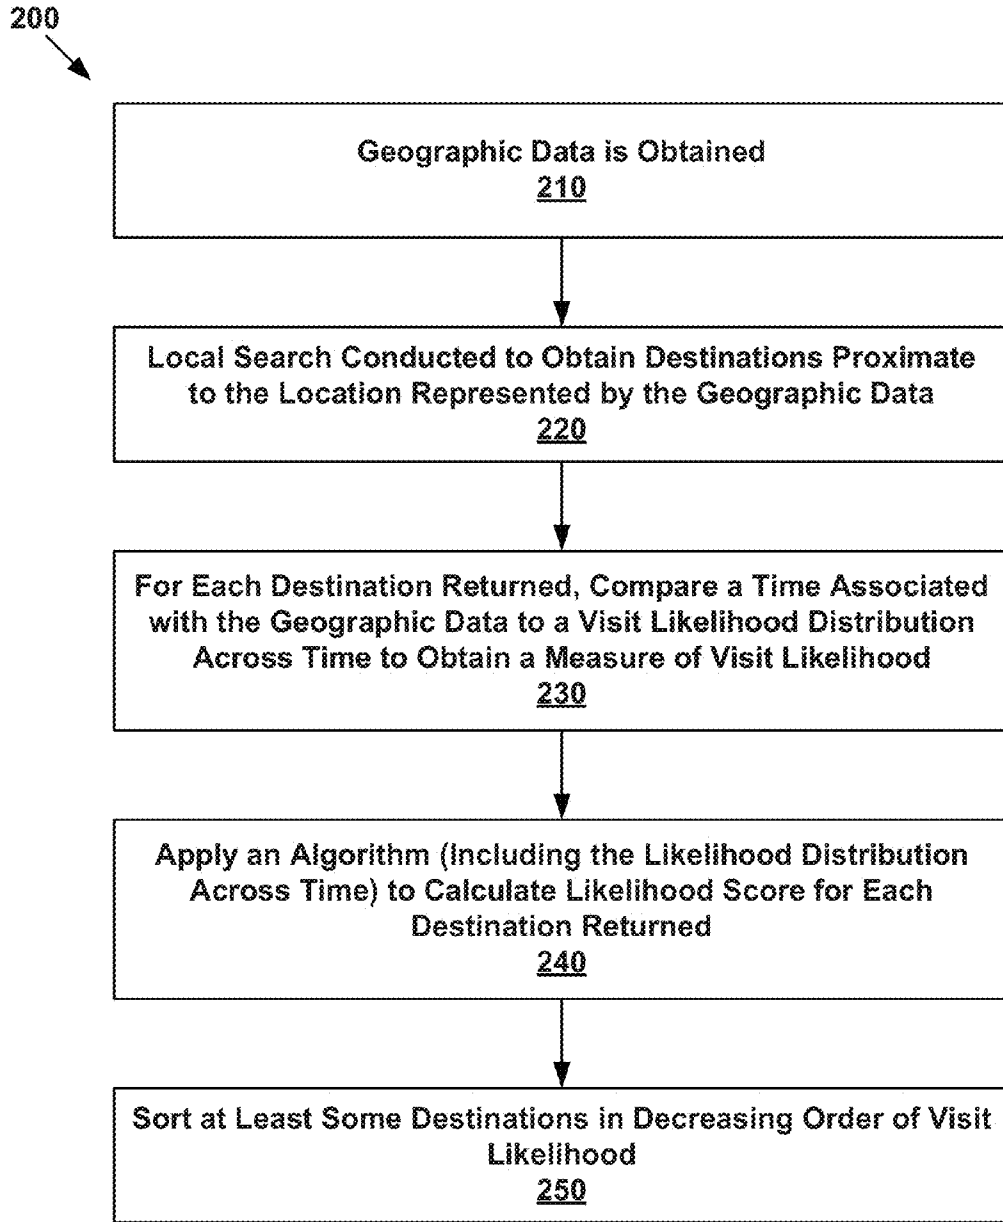 200
Geographic Data is Obtained
210
Local Search Conducted to Obtain Destinations Proximate
to the Location Represented by the Geographic Data
220
For Each Destination Returned, Compare a Time Associated
with the Geographic Data to a Visit Likelihood Distribution
Across Time to Obtain a Measure of Visit Likelihood
230
Apply an Algorithm (Including the Likelihood Distribution
Across Time) to Calculate Likelihood Score for Each
Destination Returned
240
Sort at Least Some Destinations in Decreasing Order of Visit
Likelihood
250